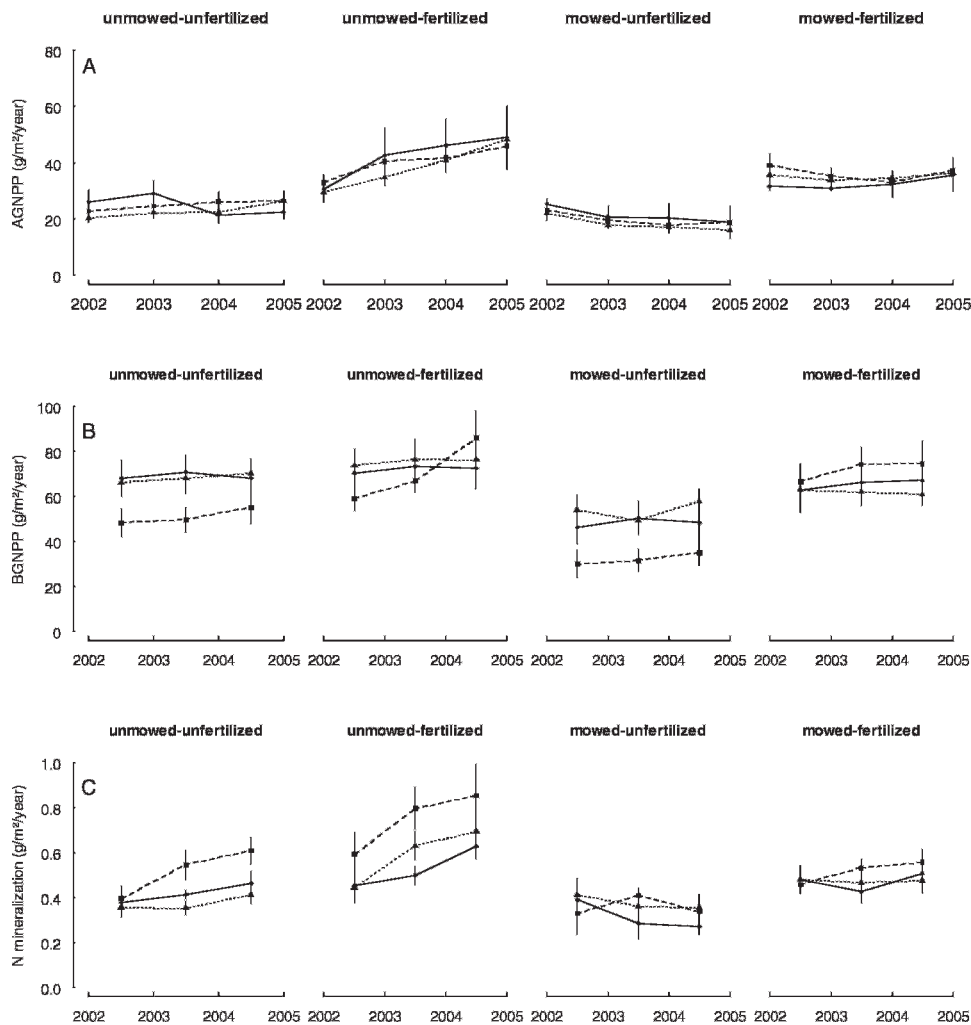 unmowed-unfertilized unmowed-fertilized mowed-unfertilized mowed-fertilized
A
AGNPP (g/m²/year)
80
60
40
20
0
2002 2003 2004 2005 2002 2003 2004 2005 2002 2003 2004 2005 2002 2003 2004 2005
unmowed-unfertilized unmowed-fertilized mowed-unfertilized mowed-fertilized
B
BGNPP (g/m²/year)
100
80
60
40
20
0
2002 2003 2004 2005 2002 2003 2004 2005 2002 2003 2004 2005 2002 2003 2004 2005
unmowed-unfertilized unmowed-fertilized mowed-unfertilized mowed-fertilized
C
N mineralization (g/m²/year)
1.0
0.8
0.6
0.4
0.2
0.0
2002 2003 2004 2005 2002 2003 2004 2005 2002 2003 2004 2005 2002 2003 2004 2005